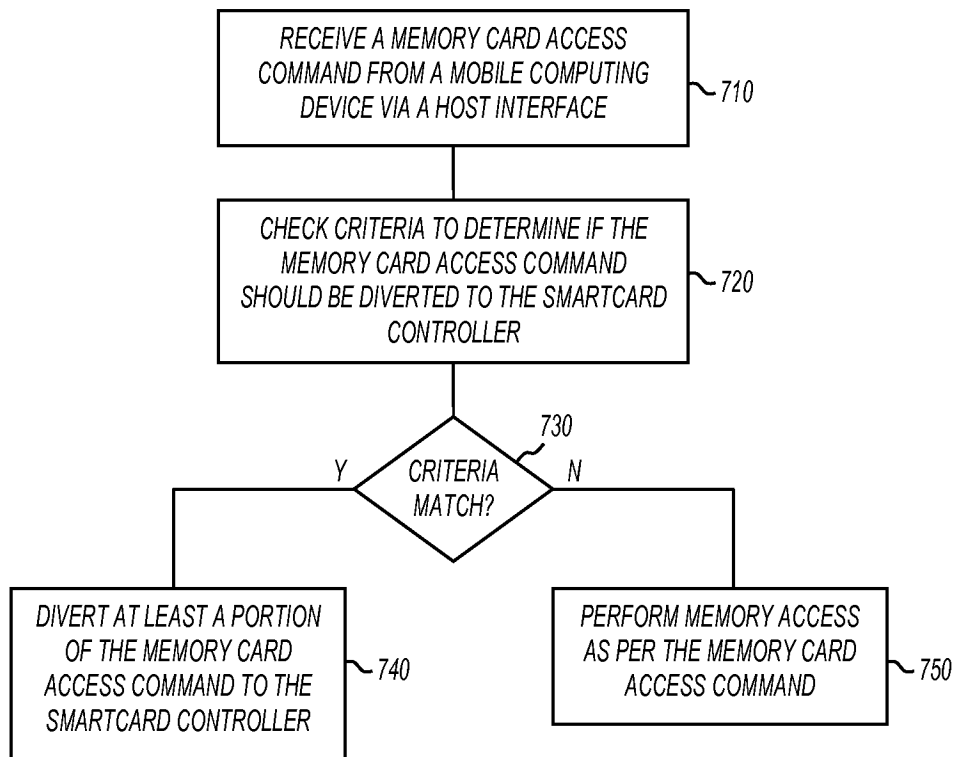 RECEIVE A MEMORY CARD ACCESS
COMMAND FROM A MOBILE COMPUTING
DEVICE VIA A HOST INTERFACE
710
CHECK CRITERIA TO DETERMINE IF THE
MEMORY CARD ACCESS COMMAND
SHOULD BE DIVERTED TO THE SMARTCARD
CONTROLLER
720
730
Y
CRITERIA
MATCH?
N
DIVERT AT LEAST A PORTION
OF THE MEMORY CARD
ACCESS COMMAND TO THE
SMARTCARD CONTROLLER
740
PERFORM MEMORY ACCESS
AS PER THE MEMORY CARD
ACCESS COMMAND
750